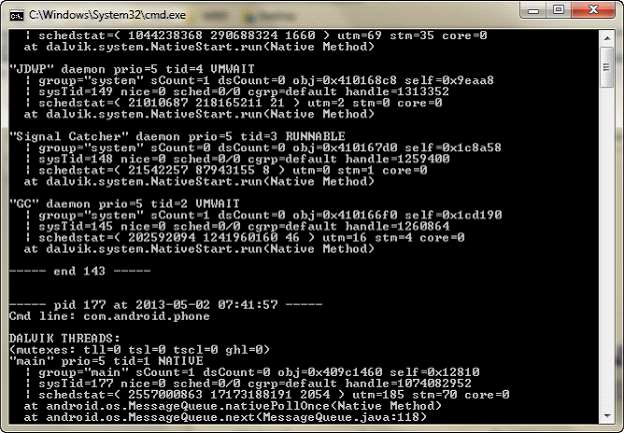 C:\Windows\System32\cmd.exe
| schedstat=( 1044238368 290688324 1660 ) utm=69 stm=35 core=0
at dalvik.system.NativeStart.run(Native Method)
"JDWP" daemon prio=5 tid=4 VMWAIT
| group="system" sCount=1 dsCount=0 obj=0x410168c8 self=0x9eaa8
| sysTid=149 nice=0 sched=0/0 cgrp=default handle=1313352
| schedstat=( 21010687 218165211 21 ) utm=2 stm=0 core=0
at dalvik.system.NativeStart.run(Native Method)
"Signal Catcher" daemon prio=5 tid=3 RUNNABLE
| group="system" sCount=0 dsCount=0 obj=0x410167d0 self=0x1c8a58
| sysTid=148 nice=0 sched=0/0 cgrp=default handle=1259400
| schedstat=( 21542257 87943155 8 ) utm=0 stm=1 core=0
at dalvik.system.NativeStart.run(Native Method)
"GC" daemon prio=5 tid=2 VMWAIT
| group="system" sCount=1 dsCount=0 obj=0x410166f0 self=0x1cd190
| sysTid=145 nice=0 sched=0/0 cgrp=default handle=1260864
| schedstat=( 202592094 1241960160 46 ) utm=16 stm=4 core=0
at dalvik.system.NativeStart.run(Native Method)
----- end 143 -----
----- pid 177 at 2013-05-02 07:41:57 -----
Cmd line: com.android.phone
DALVIK THREADS:
(mutexes: tll=0 tsl=0 tscl=0 ghl=0)
"main" prio=5 tid=1 NATIVE
| group="main" sCount=1 dsCount=0 obj=0x409c1460 self=0x12810
| sysTid=177 nice=0 sched=0/0 cgrp=default handle=1074082952
| schedstat=( 2557000863 17173188191 2054 ) utm=185 stm=70 core=0
at android.os.MessageQueue.nativePollOnce(Native Method)
at android.os.MessageQueue.next(MessageQueue.java:118)